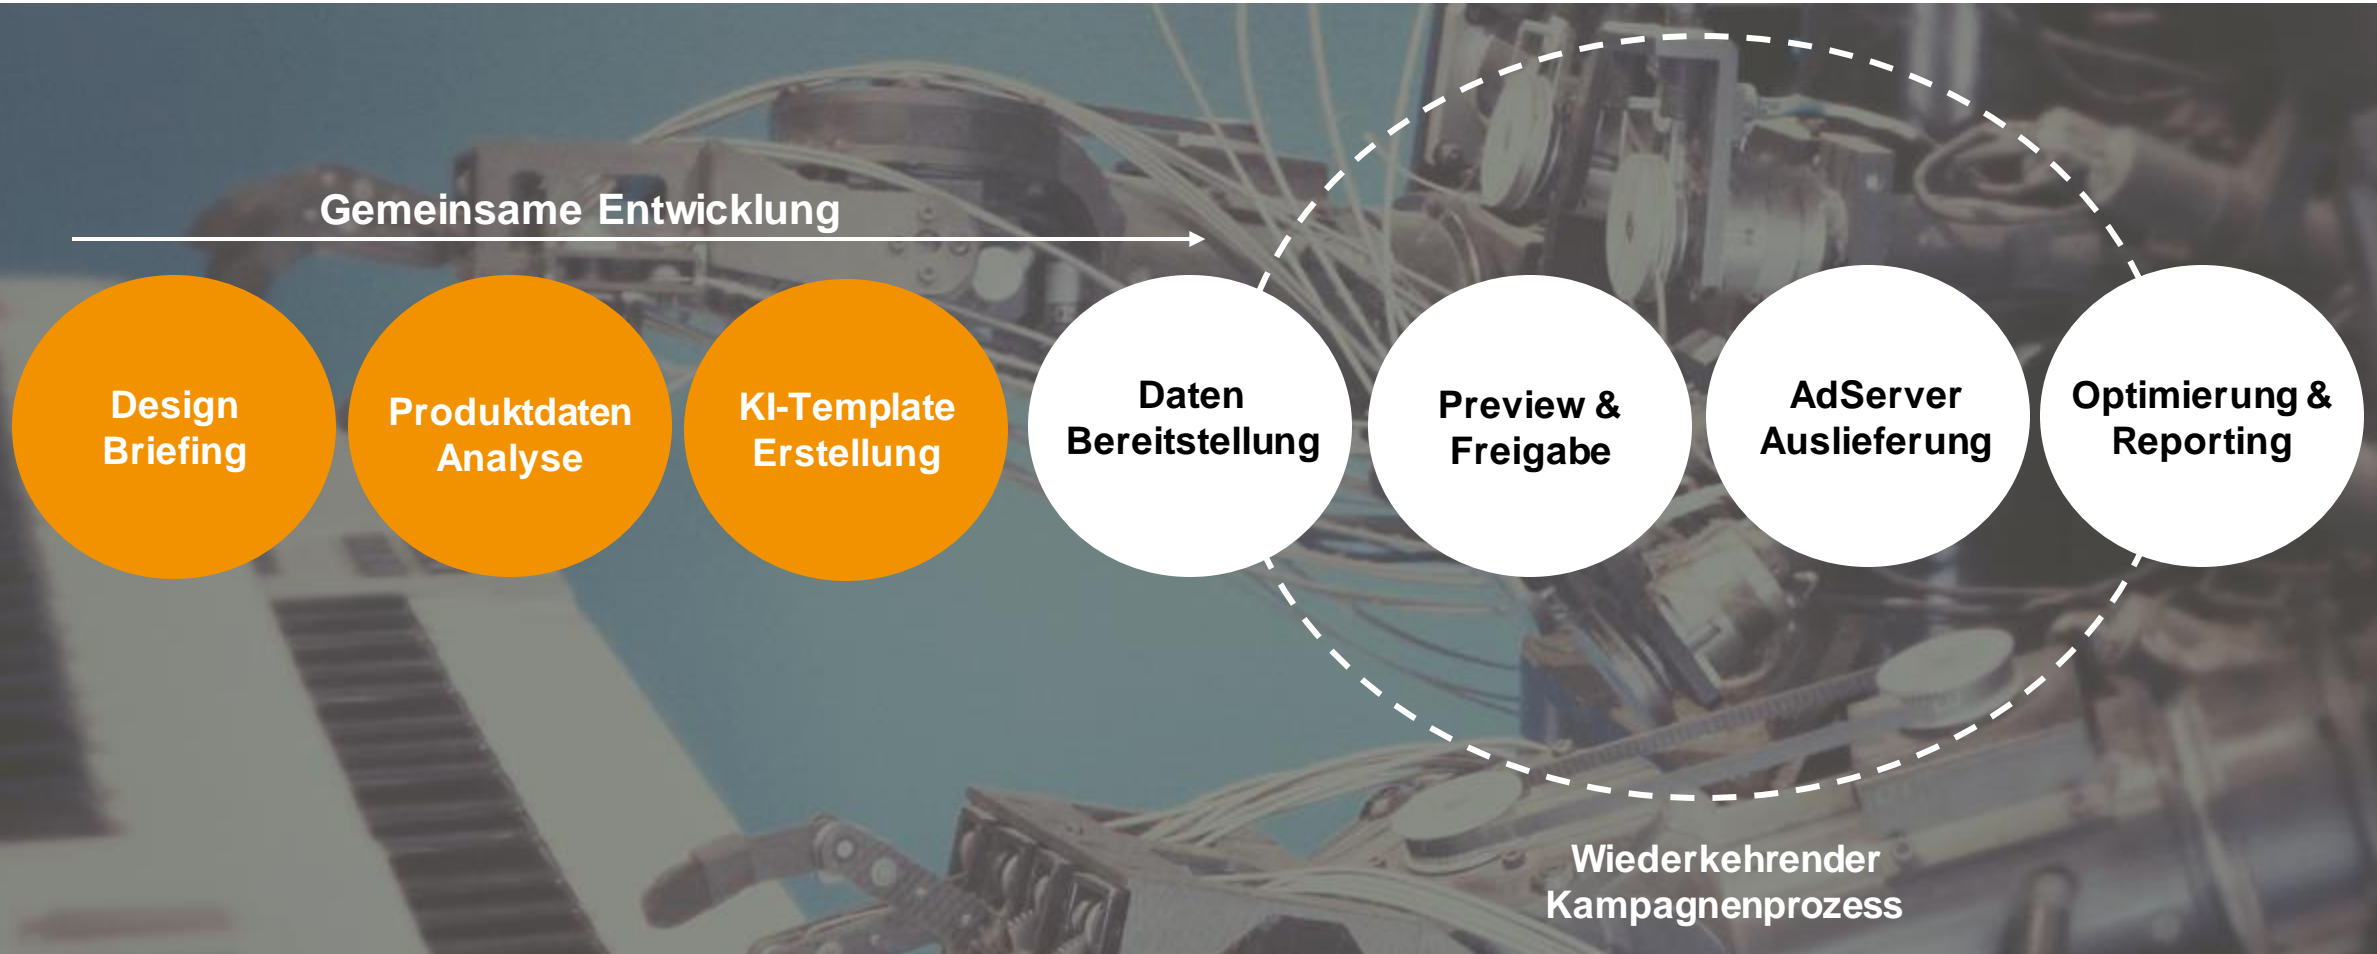 Gemeinsame Entwicklung
Design
Briefing
Produktdaten
Analyse
KI-Template
Erstellung
Daten
Bereitstellung
Preview &
Freigabe
AdServer
Auslieferung
Optimierung &
Reporting
Wiederkehrender
Kampagnenprozess